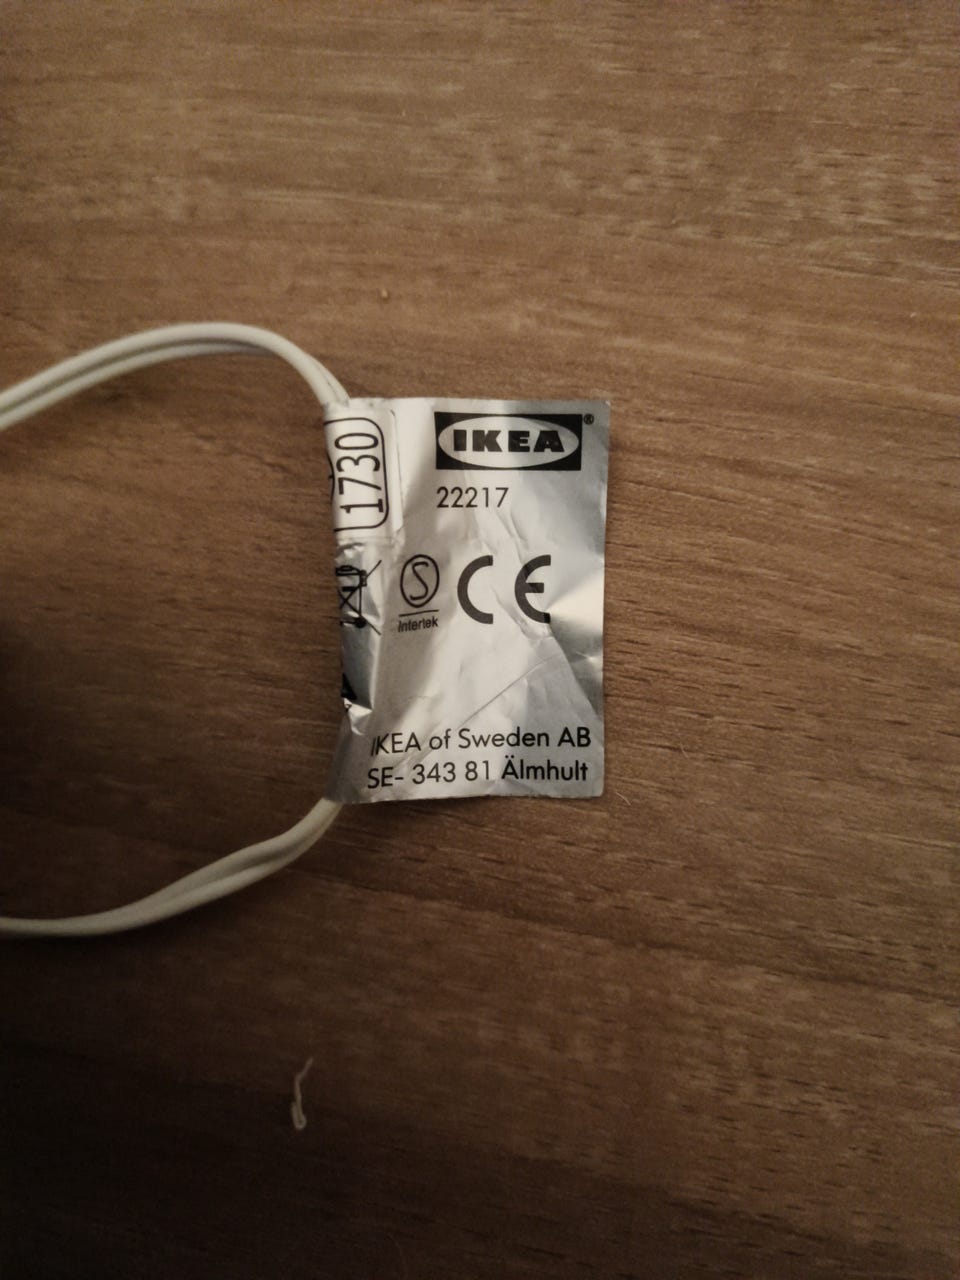 1730
IKEA®
22217
S
Intertek
CE
IKEA of Sweden AB
SE- 343 81 Älmhult